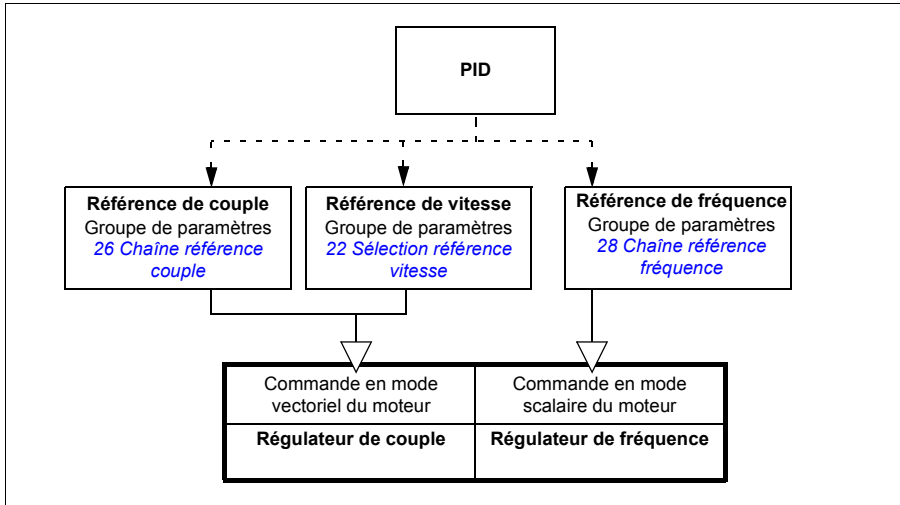 PID
Référence de couple
Groupe de paramètres
26 Chaîne référence
couple
Référence de vitesse
Groupe de paramètres
22 Sélection référence
vitesse
Référence de fréquence
Groupe de paramètres
28 Chaîne référence
fréquence
Commande en mode
vectoriel du moteur
Commande en mode
scalaire du moteur
Régulateur de couple
Régulateur de fréquence